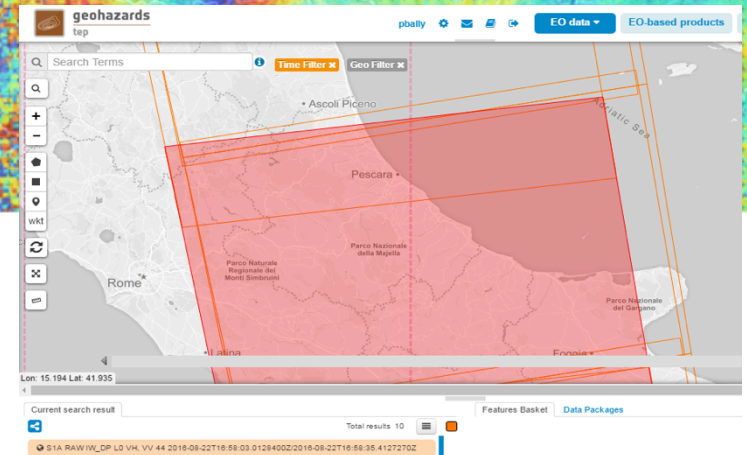 geohazards
tep
pbally
EO data
EO-based products
Search Terms
Time Filter ✖
Geo Filter ✖
Ascoli Piceno
Adriatic Sea
Pescara
wkt
Parco Nazionale
della Majella
Parco Naturale
Regionale dei
Monti Simbruini
Rome
Parco Nazionale
del Gargano
Latina
Foggia
Lon: 15.194 Lat: 41.935
Current search result
Features Basket
Data Packages
Total results 10
S1A RAW IW_DP L0 VH, VV 44 2016-08-22T16:58:03.0128400Z/2016-08-22T16:58:35.4127270Z